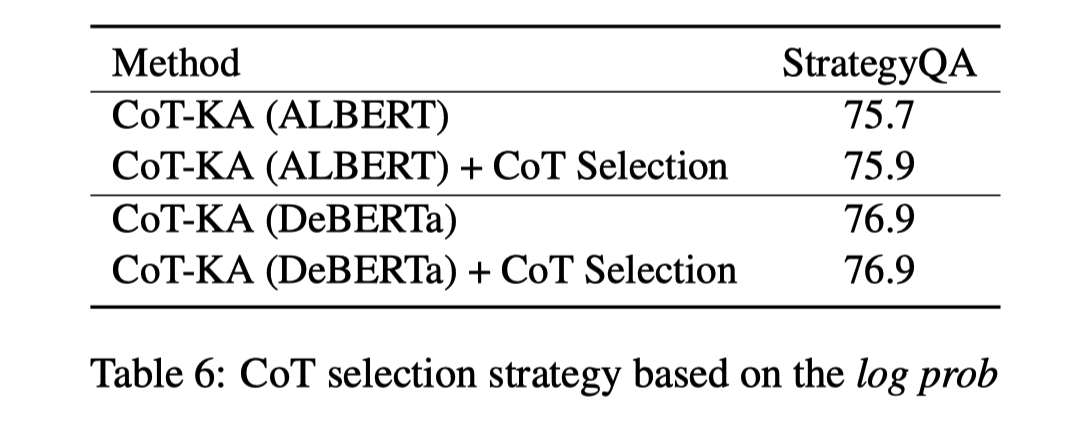 Method StrategyQA
CoT-KA (ALBERT) 75.7
CoT-KA (ALBERT) + CoT Selection 75.9
CoT-KA (DeBERTa) 76.9
CoT-KA (DeBERTa) + CoT Selection 76.9
Table 6: CoT selection strategy based on the log prob